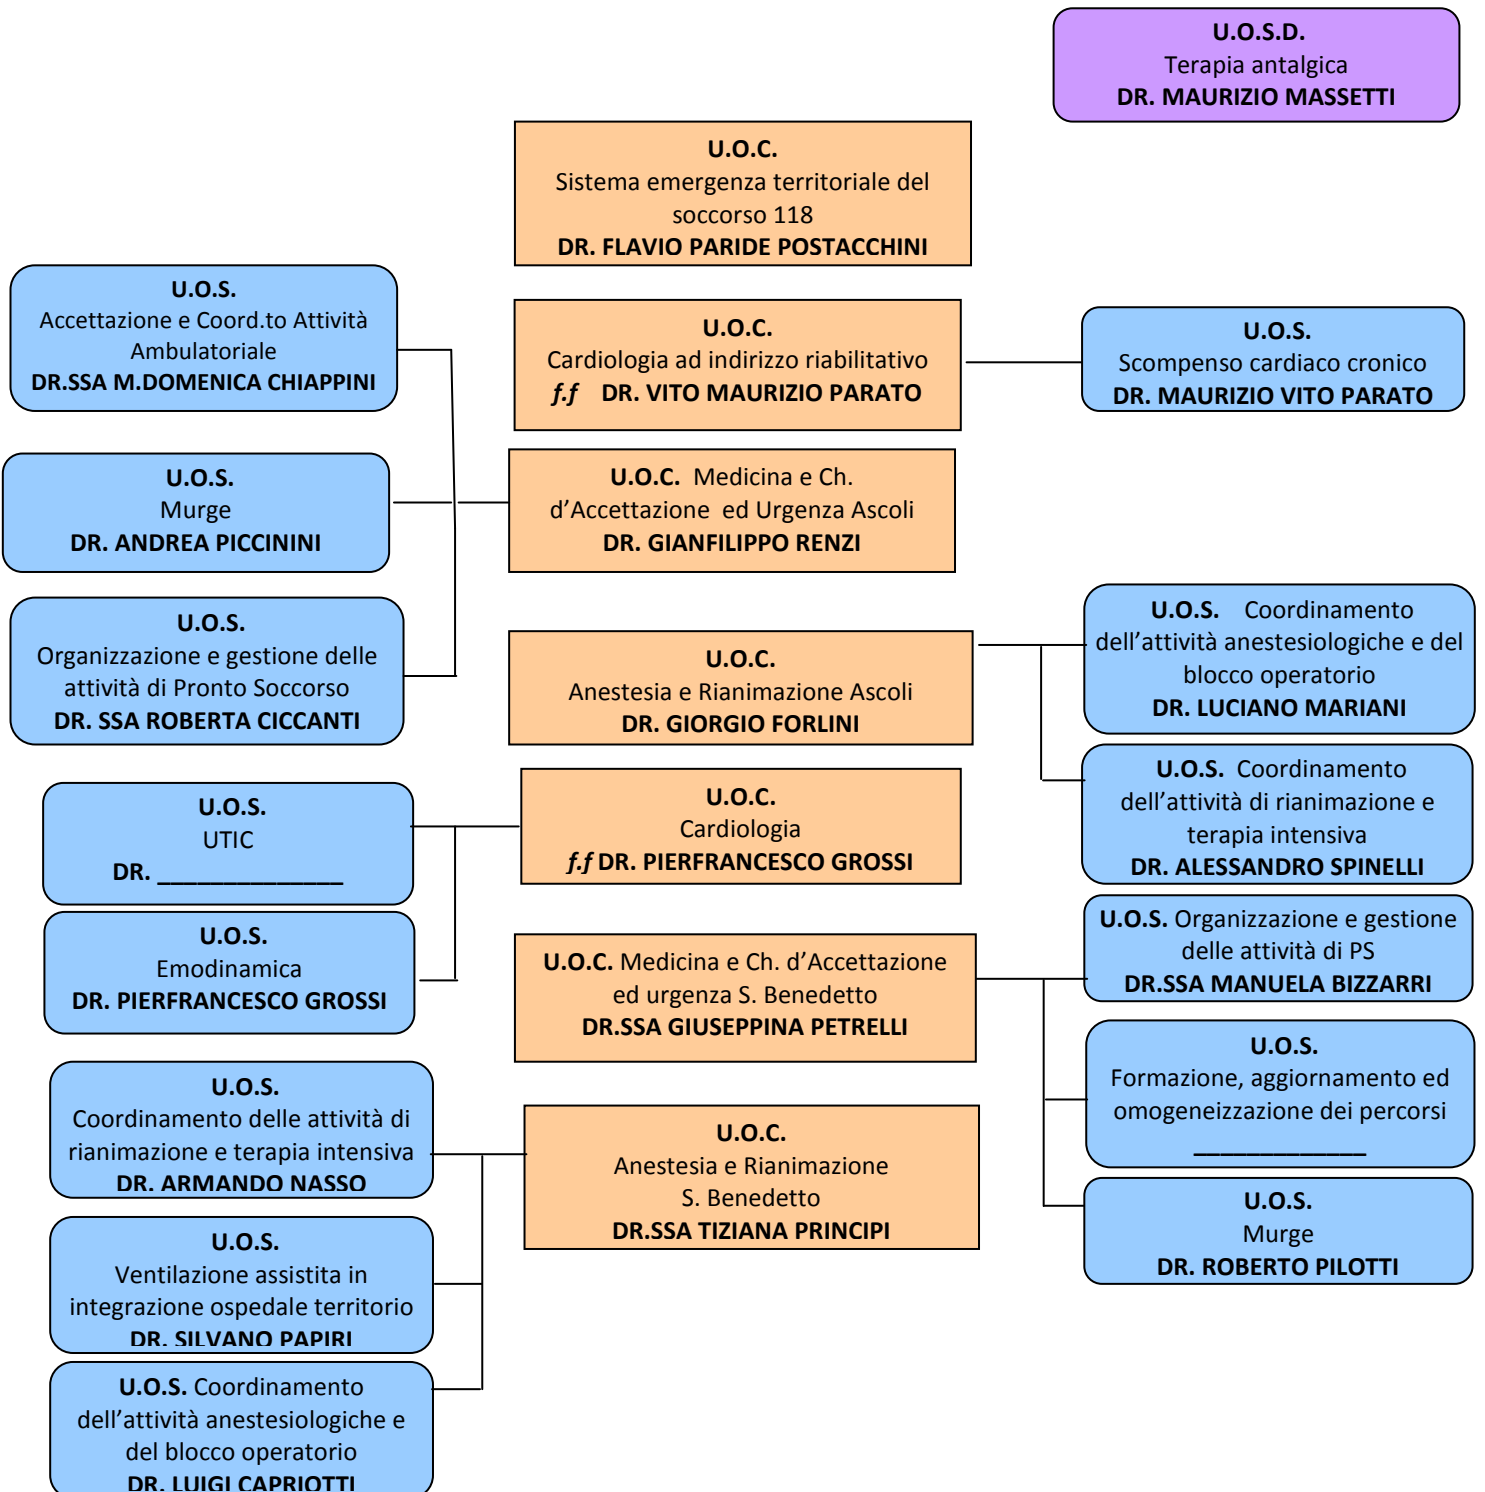 U.O.S.D.
Terapia antalgica
DR. MAURIZIO MASSETTI
U.O.C.
Sistema emergenza territoriale del
soccorso 118
DR. FLAVIO PARIDE POSTACCHINI
U.O.S.
Accettazione e Coord.to Attività
Ambulatoriale
DR.SSA M.DOMENICA CHIAPPINI
U.O.C.
Cardiologia ad indirizzo riabilitativo
f.f DR. VITO MAURIZIO PARATO
U.O.S.
Scompenso cardiaco cronico
DR. MAURIZIO VITO PARATO
U.O.S.
Murge
DR. ANDREA PICCININI
U.O.C. Medicina e Ch.
d’Accettazione ed Urgenza Ascoli
DR. GIANFILIPPO RENZI
U.O.S.
Organizzazione e gestione delle
attività di Pronto Soccorso
DR. SSA ROBERTA CICCANTI
U.O.C.
Anestesia e Rianimazione Ascoli
DR. GIORGIO FORLINI
U.O.S. Coordinamento
dell’attività anestesiologiche e del
blocco operatorio
DR. LUCIANO MARIANI
U.O.S. Coordinamento
dell’attività di rianimazione e
terapia intensiva
DR. ALESSANDRO SPINELLI
U.O.S.
UTIC
DR. ______________
U.O.C.
Cardiologia
f.f DR. PIERFRANCESCO GROSSI
U.O.S.
Emodinamica
DR. PIERFRANCESCO GROSSI
U.O.C. Medicina e Ch. d’Accettazione
ed urgenza S. Benedetto
DR.SSA GIUSEPPINA PETRELLI
U.O.S. Organizzazione e gestione
delle attività di PS
DR.SSA MANUELA BIZZARRI
U.O.S.
Formazione, aggiornamento ed
omogeneizzazione dei percorsi
_____________
U.O.S.
Murge
DR. ROBERTO PILOTTI
U.O.S.
Coordinamento delle attività di
rianimazione e terapia intensiva
DR. ARMANDO NASSO
U.O.C.
Anestesia e Rianimazione
S. Benedetto
DR.SSA TIZIANA PRINCIPI
U.O.S.
Ventilazione assistita in
integrazione ospedale territorio
DR. SILVANO PAPIRI
U.O.S. Coordinamento
dell’attività anestesiologiche e
del blocco operatorio
DR. LUIGI CAPRIOTTI